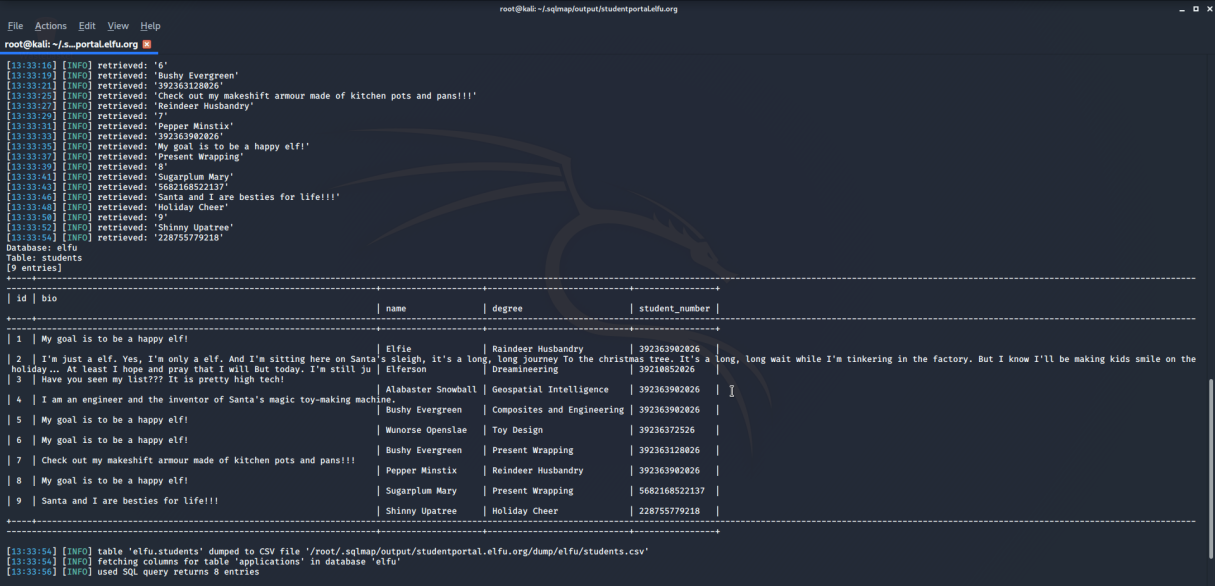 root@kali: ~/.sqlmap/output/studentportal.elfu.org
File Actions Edit View Help
root@kali: ~/.s...portal.elfu.org
[13:33:16] [INFO] retrieved: '6'
[13:33:19] [INFO] retrieved: 'Bushy Evergreen'
[13:33:21] [INFO] retrieved: '392363128026'
[13:33:25] [INFO] retrieved: 'Check out my makeshift armour made of kitchen pots and pans!!!'
[13:33:27] [INFO] retrieved: 'Reindeer Husbandry'
[13:33:29] [INFO] retrieved: '7'
[13:33:31] [INFO] retrieved: 'Pepper Minstix'
[13:33:33] [INFO] retrieved: '392363902026'
[13:33:35] [INFO] retrieved: 'My goal is to be a happy elf!'
[13:33:37] [INFO] retrieved: 'Present Wrapping'
[13:33:39] [INFO] retrieved: '8'
[13:33:41] [INFO] retrieved: 'Sugarplum Mary'
[13:33:43] [INFO] retrieved: '5682168522137'
[13:33:46] [INFO] retrieved: 'Santa and I are besties for life!!!'
[13:33:48] [INFO] retrieved: 'Holiday Cheer'
[13:33:50] [INFO] retrieved: '9'
[13:33:52] [INFO] retrieved: 'Shinny Upatree'
[13:33:54] [INFO] retrieved: '228755779218'
Database: elfu
Table: students
[9 entries]
| id | bio
| name | degree | student_number |
| 1 | My goal is to be a happy elf!
| Elfie | Raindeer Husbandry | 392363902026 |
| 2 | I'm just a elf. Yes, I'm only a elf. And I'm sitting here on Santa's sleigh, it's a long, long journey To the christmas tree. It's a long, long wait while I'm tinkering in the factory. But I know I'll be making kids smile on the
holiday... At least I hope and pray that I will But today. I'm still ju | Elferson | Dreamineering | 39210852026 |
| 3 | Have you seen my list??? It is pretty high tech!
| Alabaster Snowball | Geospatial Intelligence | 392363902026 |
| 4 | I am an engineer and the inventor of Santa's magic toy-making machine.
| Bushy Evergreen | Composites and Engineering | 392363902026 |
| 5 | My goal is to be a happy elf!
| Wunorse Openslae | Toy Design | 39236372526 |
| 6 | My goal is to be a happy elf!
| Bushy Evergreen | Present Wrapping | 392363128026 |
| 7 | Check out my makeshift armour made of kitchen pots and pans!!!
| Pepper Minstix | Reindeer Husbandry | 392363902026 |
| 8 | My goal is to be a happy elf!
| Sugarplum Mary | Present Wrapping | 5682168522137 |
| 9 | Santa and I are besties for life!!!
| Shinny Upatree | Holiday Cheer | 228755779218 |
[13:33:54] [INFO] table 'elfu.students' dumped to CSV file '/root/.sqlmap/output/studentportal.elfu.org/dump/elfu/students.csv'
[13:33:54] [INFO] fetching columns for table 'applications' in database 'elfu'
[13:33:56] [INFO] used SQL query returns 8 entries